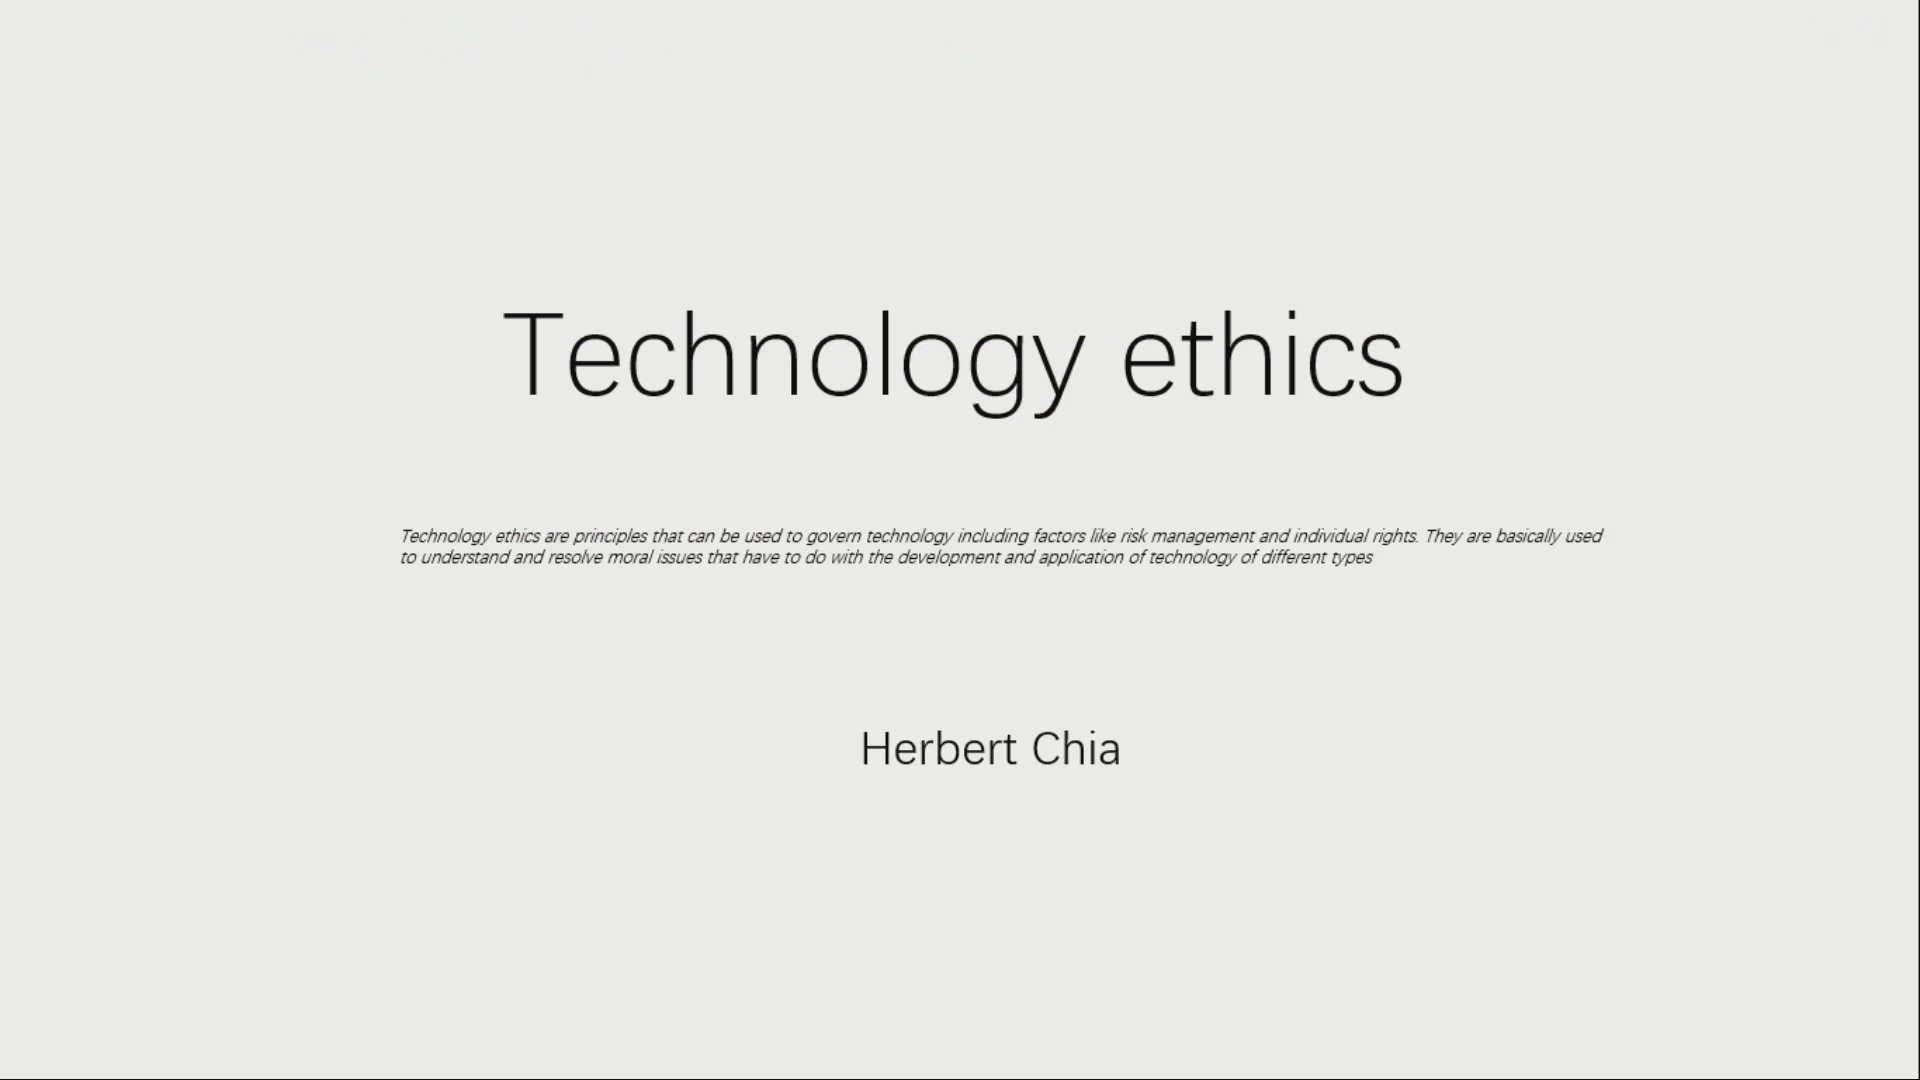 Technology ethics
Technology ethics are principles that can be used to govern technology including factors like risk management and individual rights. They are basically used
to understand and resolve moral issues that have to do with the development and application of technology of different types
Herbert Chia